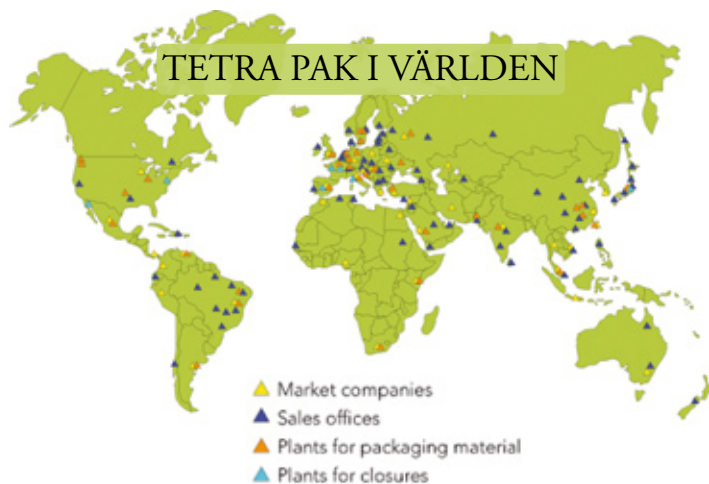 TETRA PAK I VÄRLDEN
Market companies
Sales offices
Plants for packaging material
Plants for closures